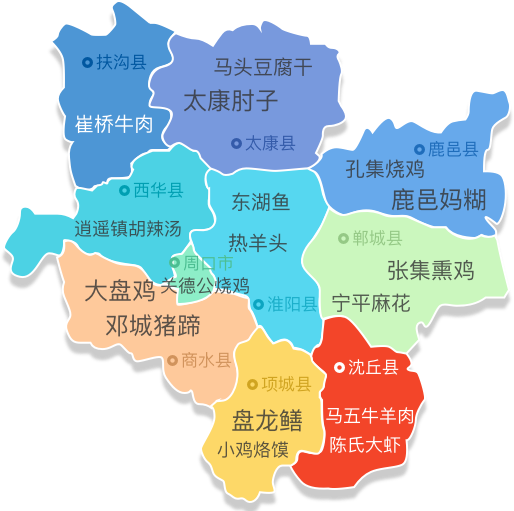 扶沟县
崔桥牛肉
马头豆腐干
太康肘子
太康县
鹿邑县
孔集烧鸡
鹿邑妈糊
西华县
逍遥镇胡辣汤
东湖鱼
热羊头
淮阳县
郸城县
张集熏鸡
宁平麻花
周口市
关德公烧鸡
大盘鸡
邓城猪蹄
商水县
项城县
盘龙鳝
小鸡烙馍
沈丘县
马五牛羊肉
陈氏大虾